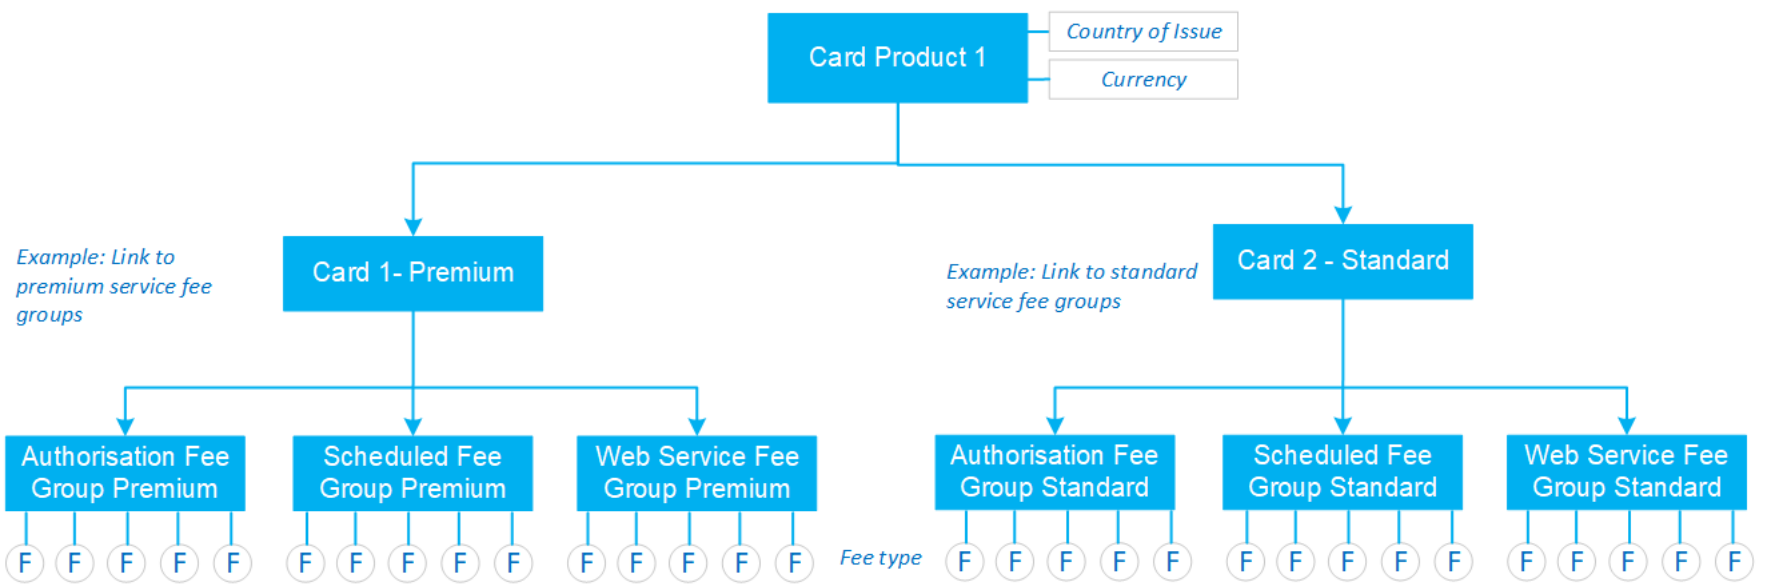 Card Product 1
Country of Issue
Currency
Example: Link to
premium service fee
groups
Card 1- Premium
Example: Link to standard
service fee groups
Card 2 - Standard
Authorisation Fee
Group Premium
Scheduled Fee
Group Premium
Web Service Fee
Group Premium
Authorisation Fee
Group Standard
Scheduled Fee
Group Standard
Web Service Fee
Group Standard
F F F F F
F F F F F
F F F F F
Fee type
F F F F F
F F F F F
F F F F F